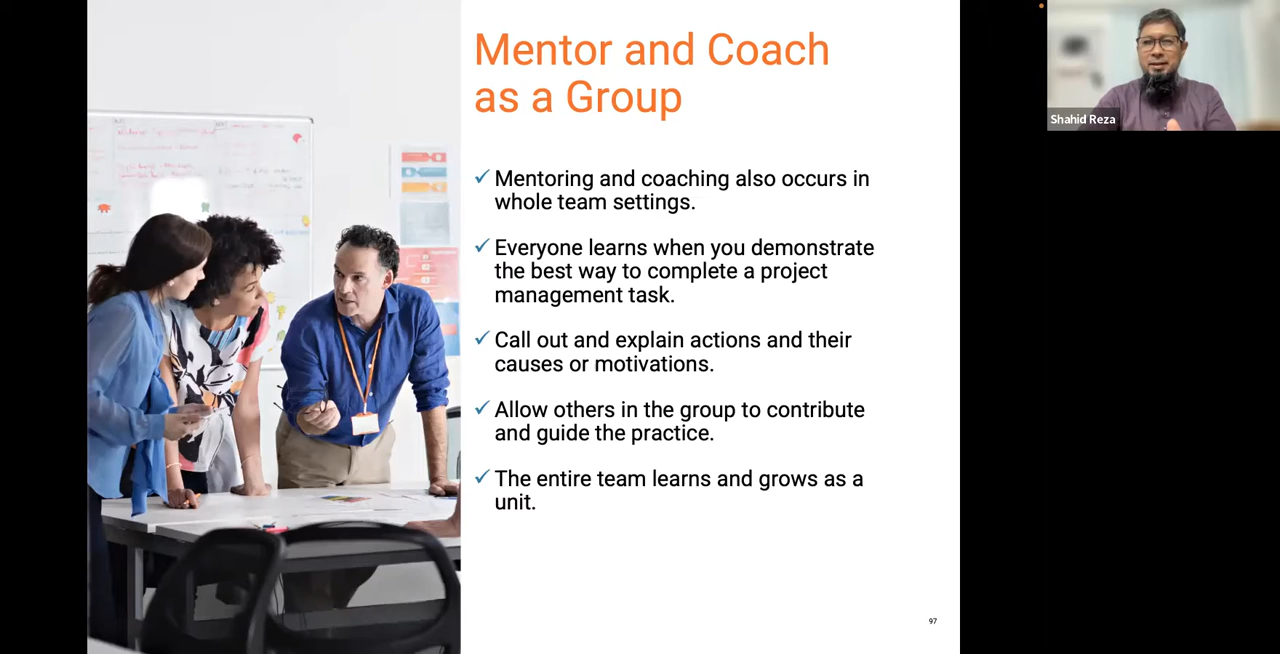 Mentor and Coach
as a Group
Mentoring and coaching also occurs in
whole team settings.
Everyone learns when you demonstrate
the best way to complete a project
management task.
Call out and explain actions and their
causes or motivations.
Allow others in the group to contribute
and guide the practice.
The entire team learns and grows as a
unit.
97
Shahid Reza